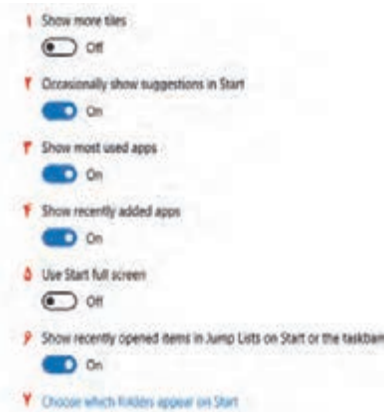 ۱ Show more tiles
Off
۲ Occasionally show suggestions in Start
On
۳ Show most used apps
On
۴ Show recently added apps
On
۵ Use Start full screen
Off
۶ Show recently opened items in Jump Lists on Start or the taskbar
On
۷ Choose which folders appear on Start